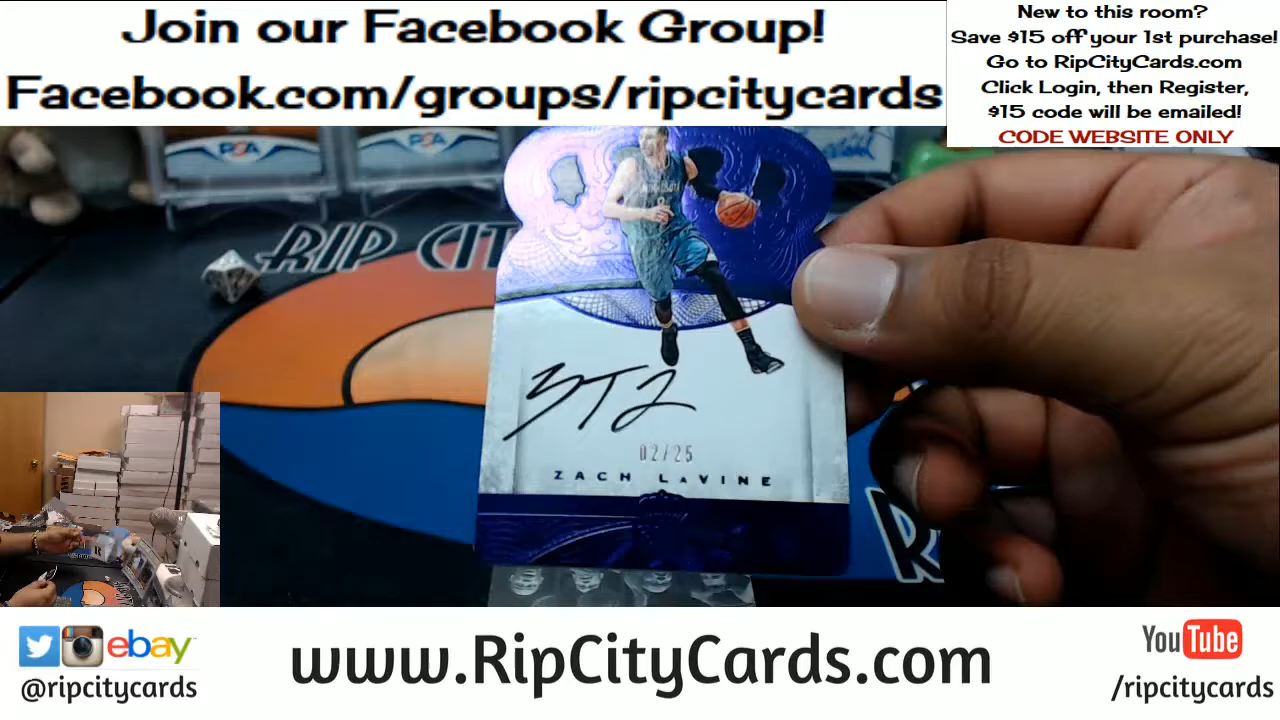 Join our Facebook Group!
Facebook.com/groups/ripcitycards
New to this room?
Save $15 off your 1st purchase!
Go to RipCityCards.com
Click Login, then Register,
$15 code will be emailed!
CODE WEBSITE ONLY
PSA
PSA
RIP CIT
02/25
ZACH LaVINE
R
ebay
@ripcitycards
www.RipCityCards.com
YouTube
/ripcitycards